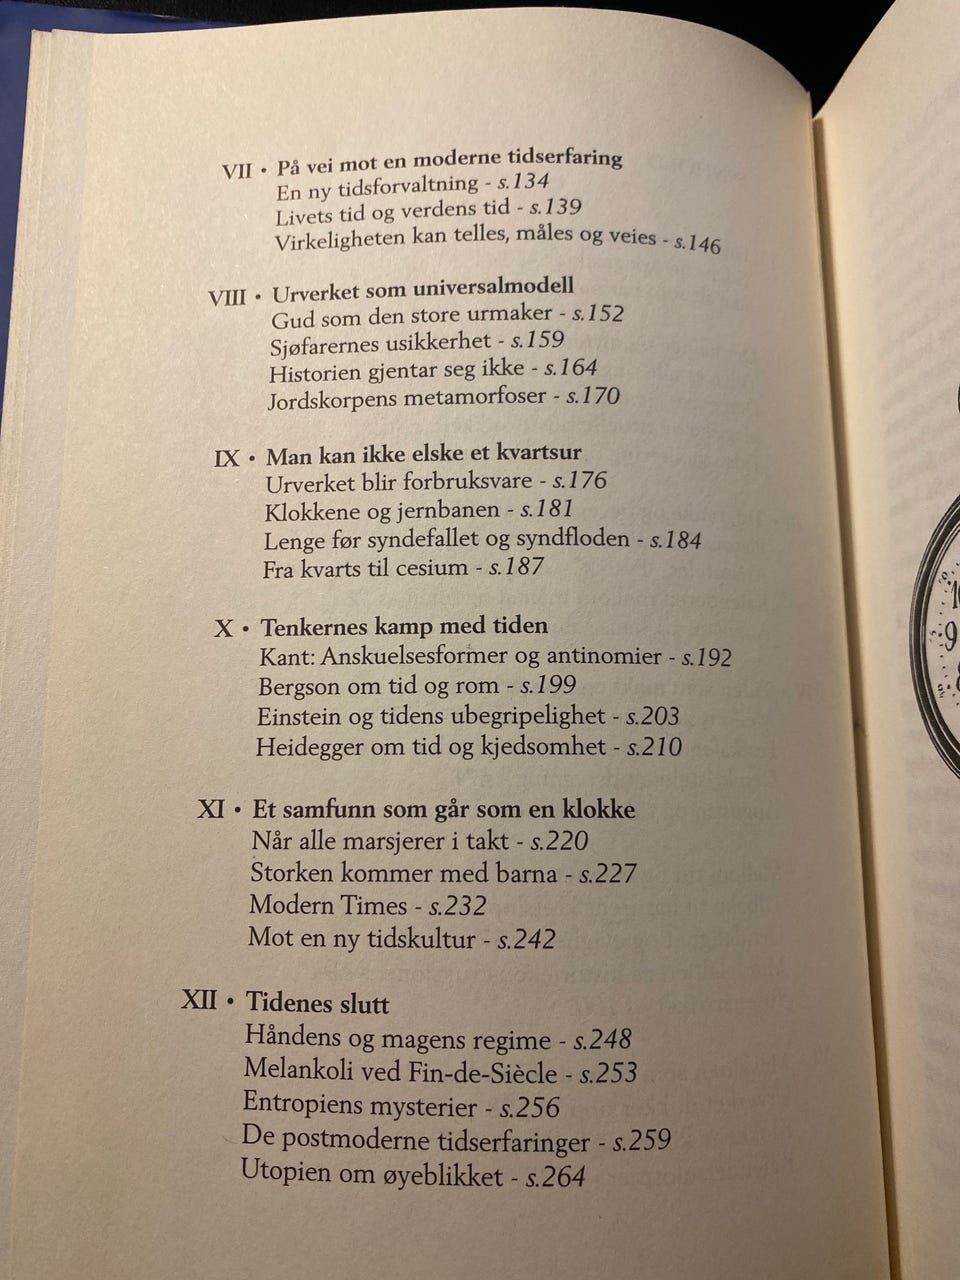 VII • På vei mot en moderne tidserfaring
En ny tidsforvaltning - s.134
Livets tid og verdens tid - s.139
Virkeligheten kan telles, måles og veies - s.146
VIII • Urverket som universalmodell
Gud som den store urmaker - s.152
Sjøfarernes usikkerhet - s.159
Historien gjentar seg ikke - s.164
Jordskorpens metamorfoser - s.170
IX • Man kan ikke elske et kvartsur
Urverket blir forbruksvare - s.176
Klokkene og jernbanen - s.181
Lenge før syndefallet og syndfloden - s.184
Fra kvarts til cesium - s.187
X • Tenkernes kamp med tiden
Kant: Anskuelsesformer og antinomier - s.192
Bergson om tid og rom - s.199
Einstein og tidens ubegripelighet - s.203
Heidegger om tid og kjedsomhet - s.210
XI • Et samfunn som går som en klokke
Når alle marsjerer i takt - s.220
Storken kommer med barna - s.227
Modern Times - s.232
Mot en ny tidskultur - s.242
XII • Tidenes slutt
Håndens og magens regime - s.248
Melankoli ved Fin-de-Siècle - s.253
Entropiens mysterier - s.256
De postmoderne tidserfaringer - s.259
Utopien om øyeblikket - s.264
9